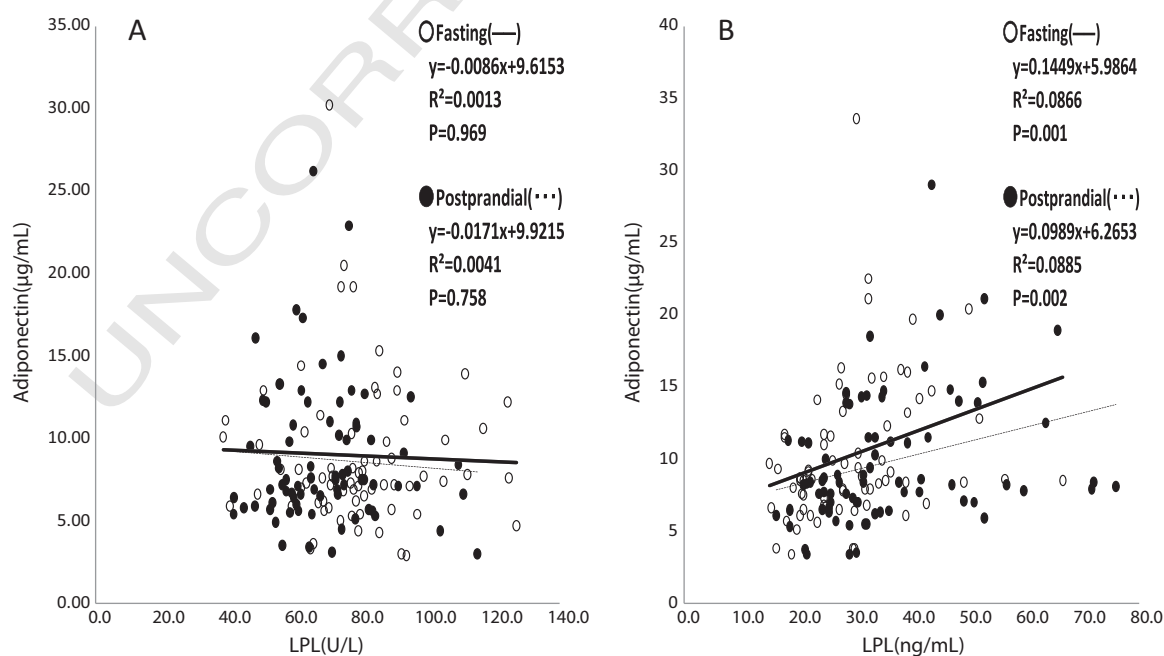 UNCORR
A
Fasting(—)
y=-0.0086x+9.6153
R²=0.0013
P=0.969
Postprandial(···)
y=-0.0171x+9.9215
R²=0.0041
P=0.758
35.00
30.00
25.00
20.00
15.00
10.00
5.00
0.00
Adiponectin(μg/mL)
0.0 20.0 40.0 60.0 80.0 100.0 120.0 140.0
LPL(U/L)
B
Fasting(—)
y=0.1449x+5.9864
R²=0.0866
P=0.001
Postprandial(···)
y=0.0989x+6.2653
R²=0.0885
P=0.002
40
35
30
25
20
15
10
5
0
Adiponectin(μg/mL)
0.0 10.0 20.0 30.0 40.0 50.0 60.0 70.0 80.0
LPL(ng/mL)